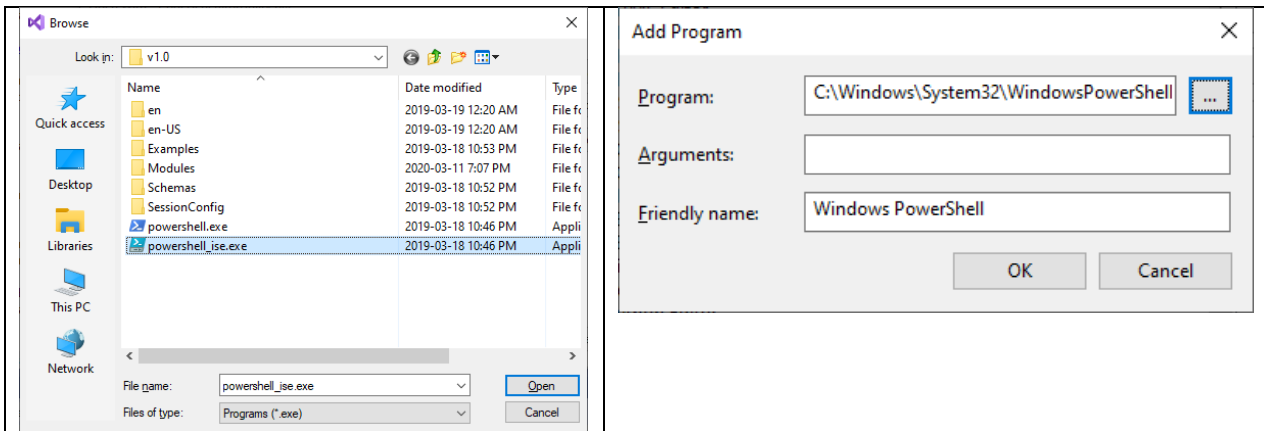 Browse
Look in: v1.0
Name Date modified Type
en 2019-03-19 12:20 AM File fo
en-US 2019-03-19 12:20 AM File fo
Examples 2019-03-18 10:53 PM File fo
Modules 2020-03-11 7:07 PM File fo
Schemas 2019-03-18 10:52 PM File fo
SessionConfig 2019-03-18 10:52 PM File fo
powershell.exe 2019-03-18 10:46 PM Appli
powershell_ise.exe 2019-03-18 10:46 PM Appli
Quick access
Desktop
Libraries
This PC
Network
File name: powershell_ise.exe Open
Files of type: Programs (*.exe) Cancel
Add Program
Program: C:\Windows\System32\WindowsPowerShell ...
Arguments:
Friendly name: Windows PowerShell
OK Cancel